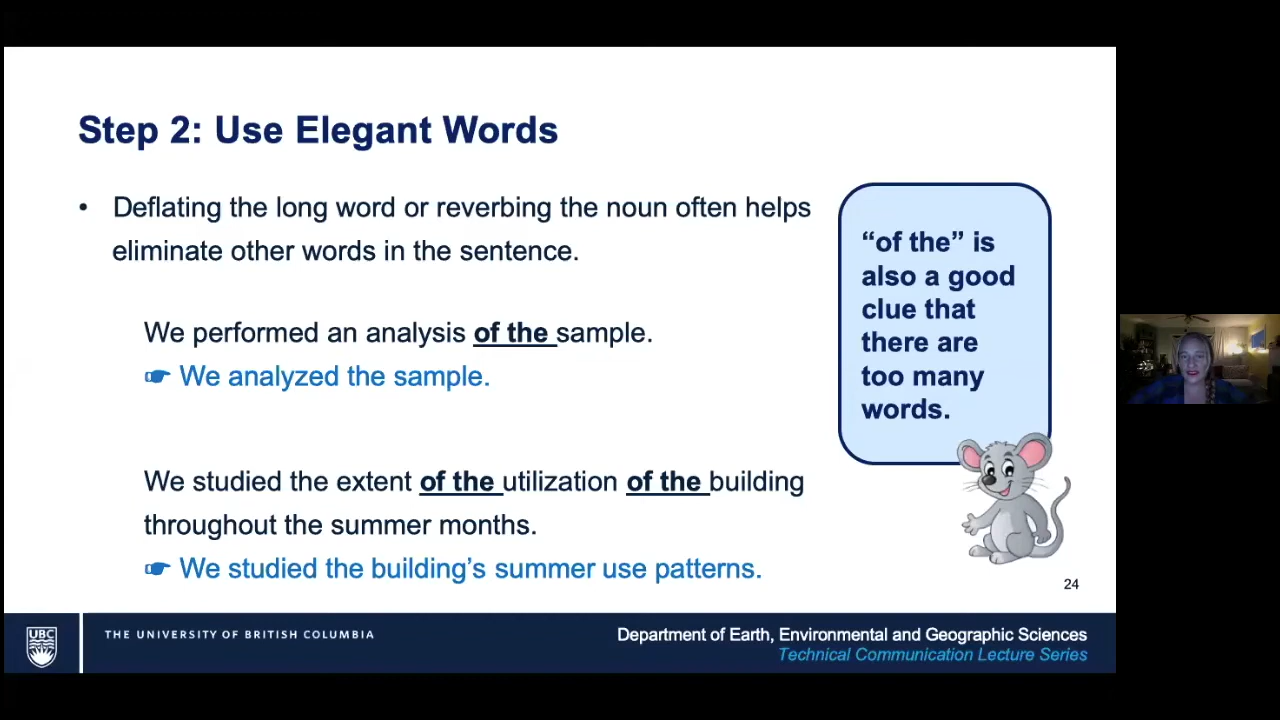 Step 2: Use Elegant Words
• Deflating the long word or reverbing the noun often helps
eliminate other words in the sentence.
We performed an analysis of the sample.
☛ We analyzed the sample.
We studied the extent of the utilization of the building
throughout the summer months.
☛ We studied the building’s summer use patterns.
“of the” is
also a good
clue that
there are
too many
words.
24
UBC
THE UNIVERSITY OF BRITISH COLUMBIA
Department of Earth, Environmental and Geographic Sciences
Technical Communication Lecture Series